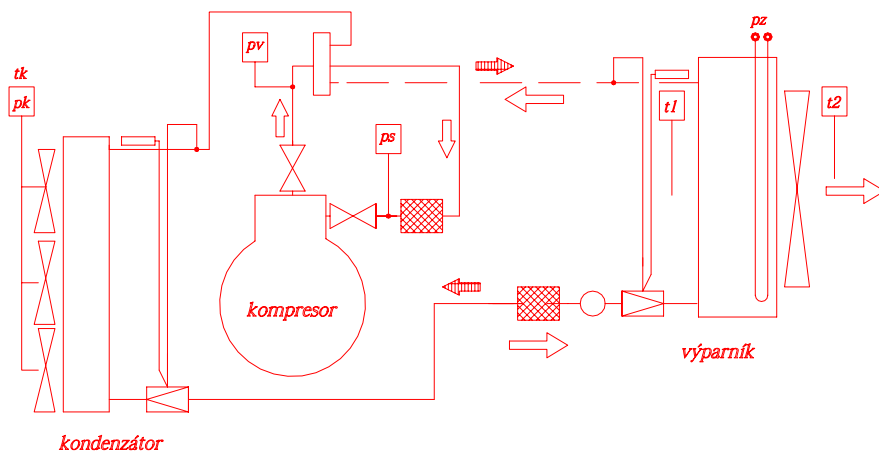 pz
pv
tk
pk
t1
t2
ps
kompresor
výparník
kondenzátor